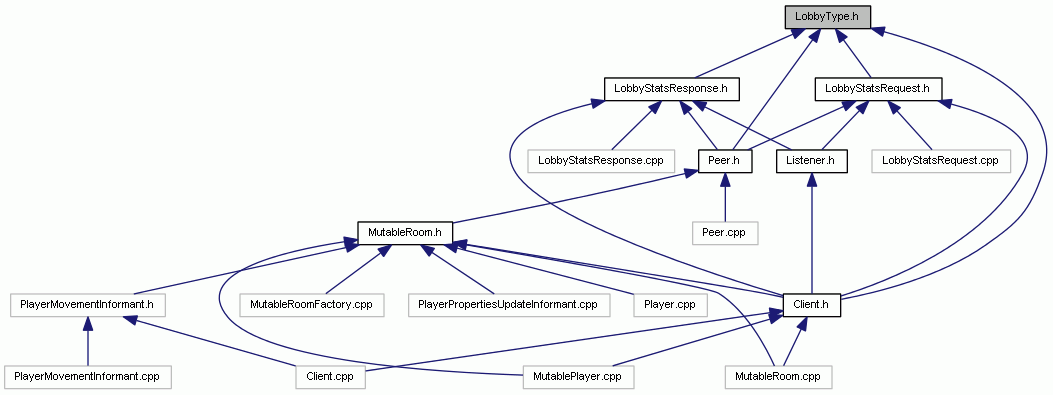 LobbyType.h
LobbyStatsResponse.h
LobbyStatsRequest.h
LobbyStatsResponse.cpp
Peer.h
Listener.h
LobbyStatsRequest.cpp
MutableRoom.h
Peer.cpp
PlayerMovementInformant.h
MutableRoomFactory.cpp
PlayerPropertiesUpdateInformant.cpp
Player.cpp
Client.h
PlayerMovementInformant.cpp
Client.cpp
MutablePlayer.cpp
MutableRoom.cpp